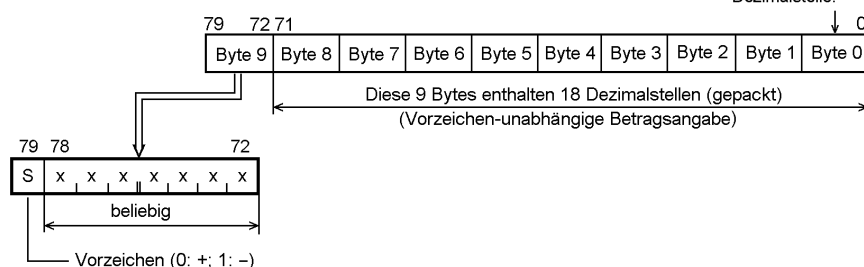 Dezimalstelle.
79 72 71 0
Byte 9 Byte 8 Byte 7 Byte 6 Byte 5 Byte 4 Byte 3 Byte 2 Byte 1 Byte 0
Diese 9 Bytes enthalten 18 Dezimalstellen (gepackt)
(Vorzeichen-unabhängige Betragsangabe)
79 78 72
S x x x x x x x
beliebig
Vorzeichen (0: +; 1: –)